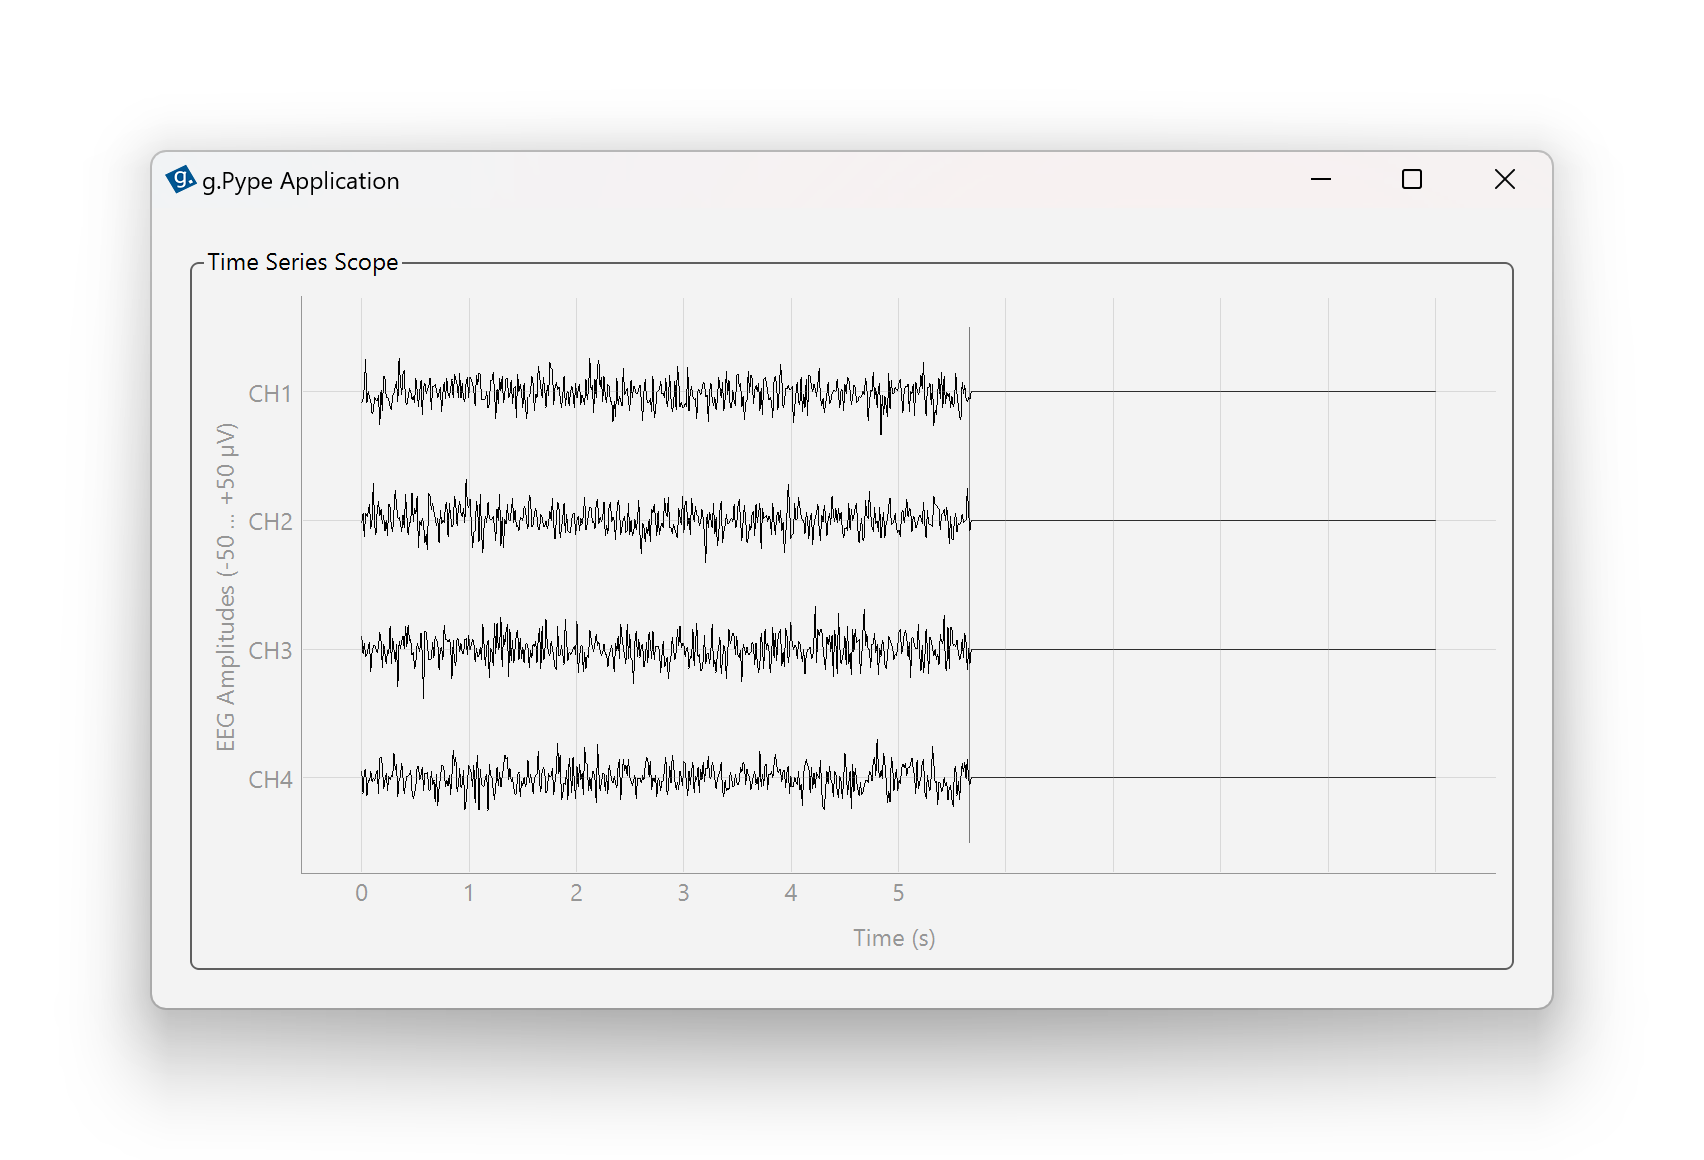 g. g.Pype Application
Time Series Scope
EEG Amplitudes (-50 ... +50 µV)
CH1
CH2
CH3
CH4
0 1 2 3 4 5
Time (s)